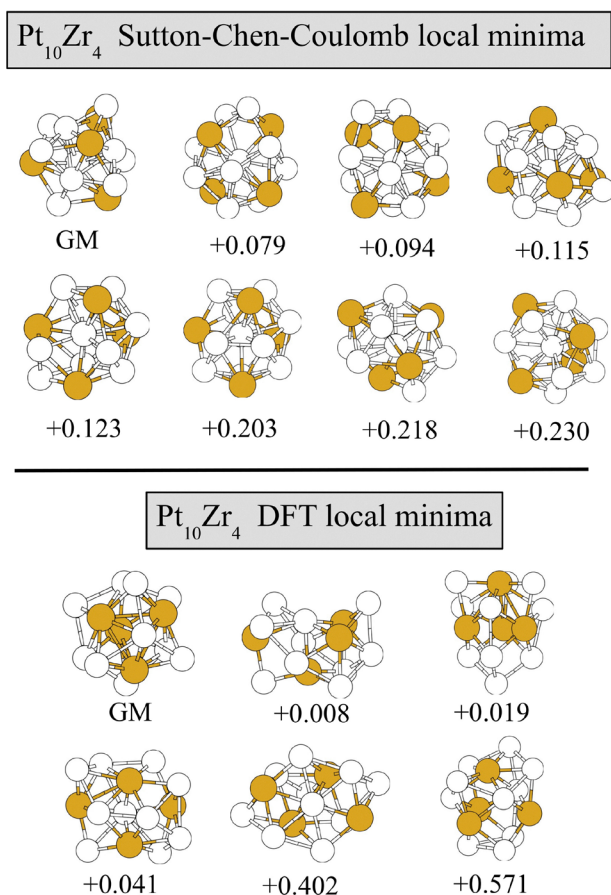 Pt₁₀Zr₄ Sutton-Chen-Coulomb local minima
GM +0.079 +0.094 +0.115
+0.123 +0.203 +0.218 +0.230
Pt₁₀Zr₄ DFT local minima
GM +0.008 +0.019
+0.041 +0.402 +0.571